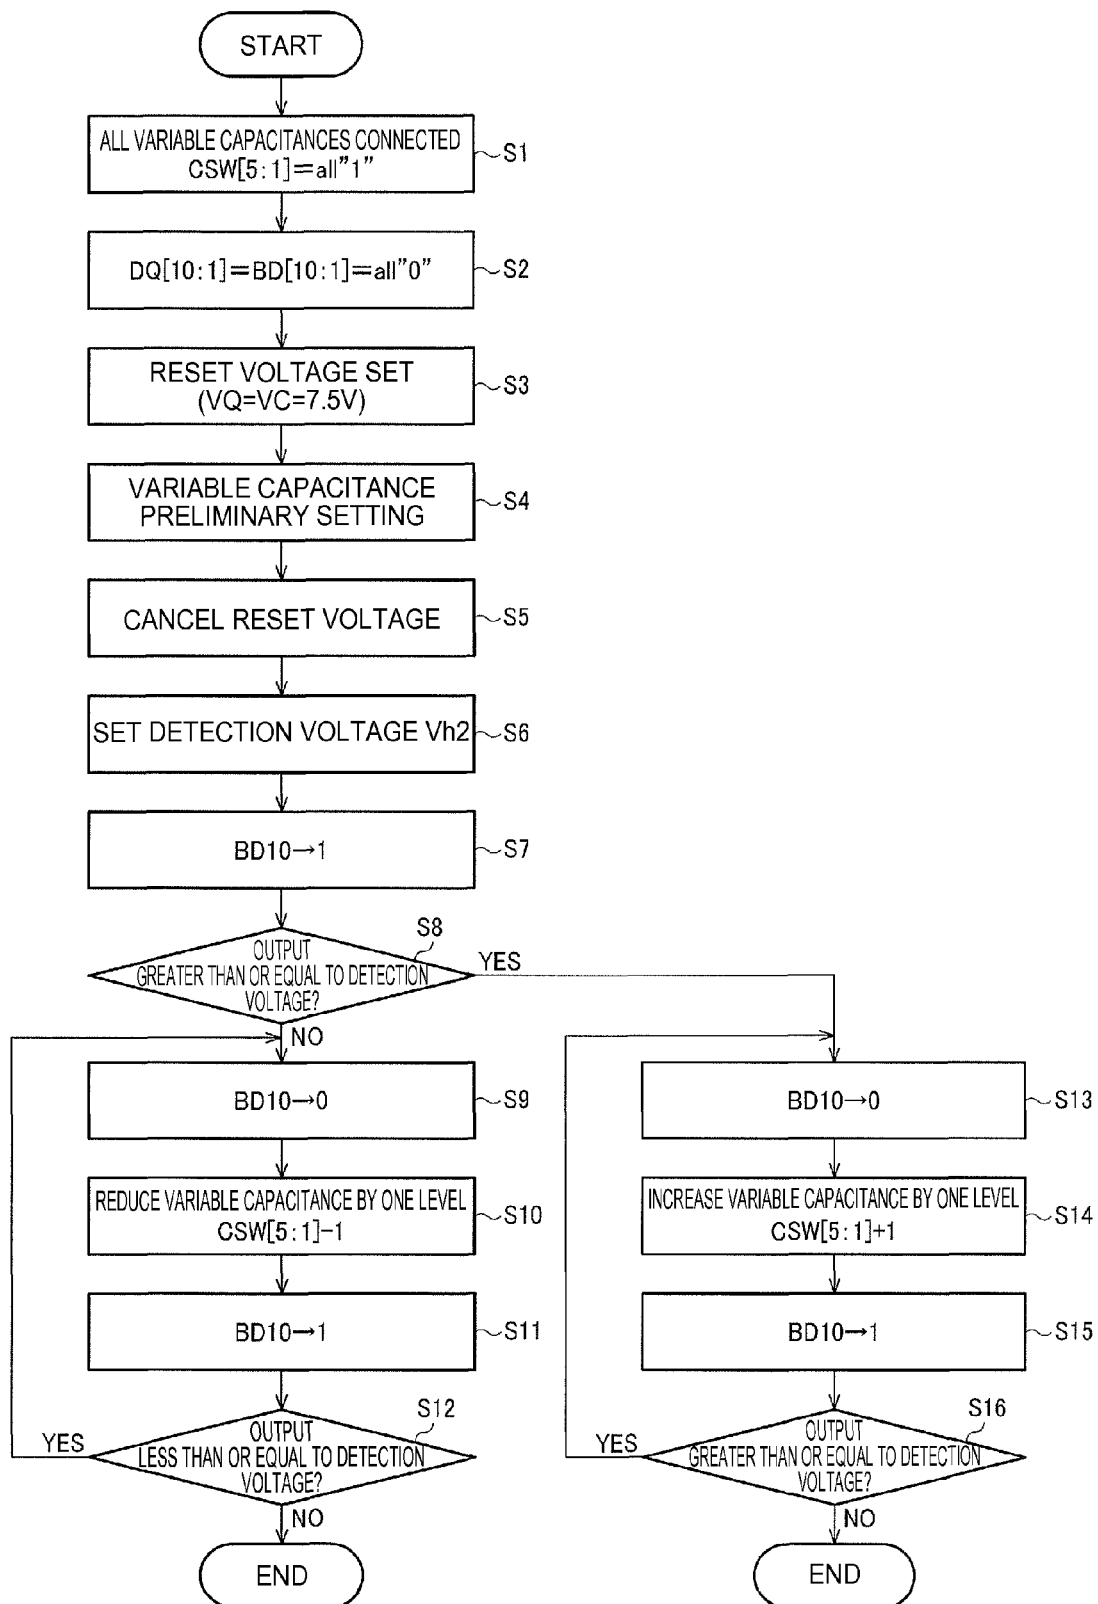 START
ALL VARIABLE CAPACITANCES CONNECTED
CSW[5:1]=all"1"
S1
DQ[10:1]=BD[10:1]=all"0"
S2
RESET VOLTAGE SET
(VQ=VC=7.5V)
S3
VARIABLE CAPACITANCE
PRELIMINARY SETTING
S4
CANCEL RESET VOLTAGE
S5
SET DETECTION VOLTAGE Vh2
S6
BD10→1
S7
S8
OUTPUT
GREATER THAN OR EQUAL TO DETECTION
VOLTAGE?
YES
NO
BD10→0
S9
REDUCE VARIABLE CAPACITANCE BY ONE LEVEL
CSW[5:1]-1
S10
BD10→1
S11
S12
OUTPUT
LESS THAN OR EQUAL TO DETECTION
VOLTAGE?
YES
NO
END
BD10→0
S13
INCREASE VARIABLE CAPACITANCE BY ONE LEVEL
CSW[5:1]+1
S14
BD10→1
S15
S16
OUTPUT
GREATER THAN OR EQUAL TO DETECTION
VOLTAGE?
YES
NO
END